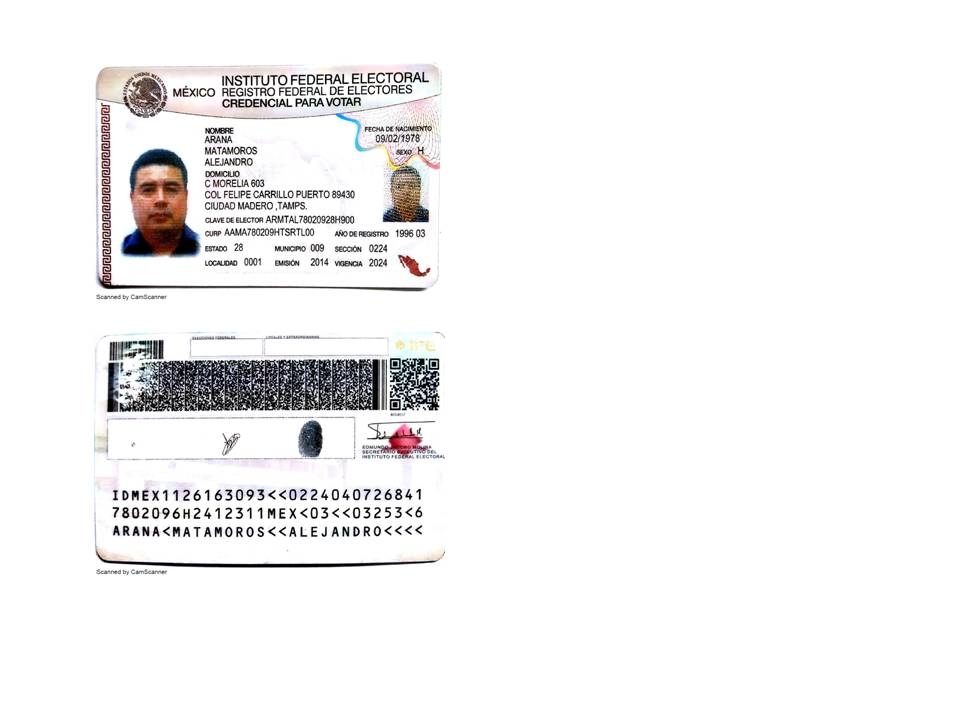 INSTITUTO FEDERAL ELECTORAL
MÉXICO REGISTRO FEDERAL DE ELECTORES
CREDENCIAL PARA VOTAR
NOMBRE
FECHA DE NACIMIENTO
ARANA
09/02/1978
MATAMOROS
SEXO H
ALEJANDRO
DOMICILIO
C MORELIA 603
COL FELIPE CARRILLO PUERTO 89430
CIUDAD MADERO ,TAMPS.
CLAVE DE ELECTOR ARMTAL78020928H900
CURP AAMA780209HTSRTL00 AÑO DE REGISTRO 1996 03
ESTADO 28 MUNICIPIO 009 SECCIÓN 0224
LOCALIDAD 0001 EMISIÓN 2014 VIGENCIA 2024
Scanned by CamScanner
ELECCIONES FEDERALES LOCALES Y EXTRAORDINARIAS
IFE
EDMUNDO JACOBO MOLINA
SECRETARIO EJECUTIVO DEL
INSTITUTO FEDERAL ELECTORAL
IDMEX1126163093<<0224040726841
7802096H2412311MEX<03<<03253<6
ARANA<MATAMOROS<<ALEJANDRO<<<<
Scanned by CamScanner